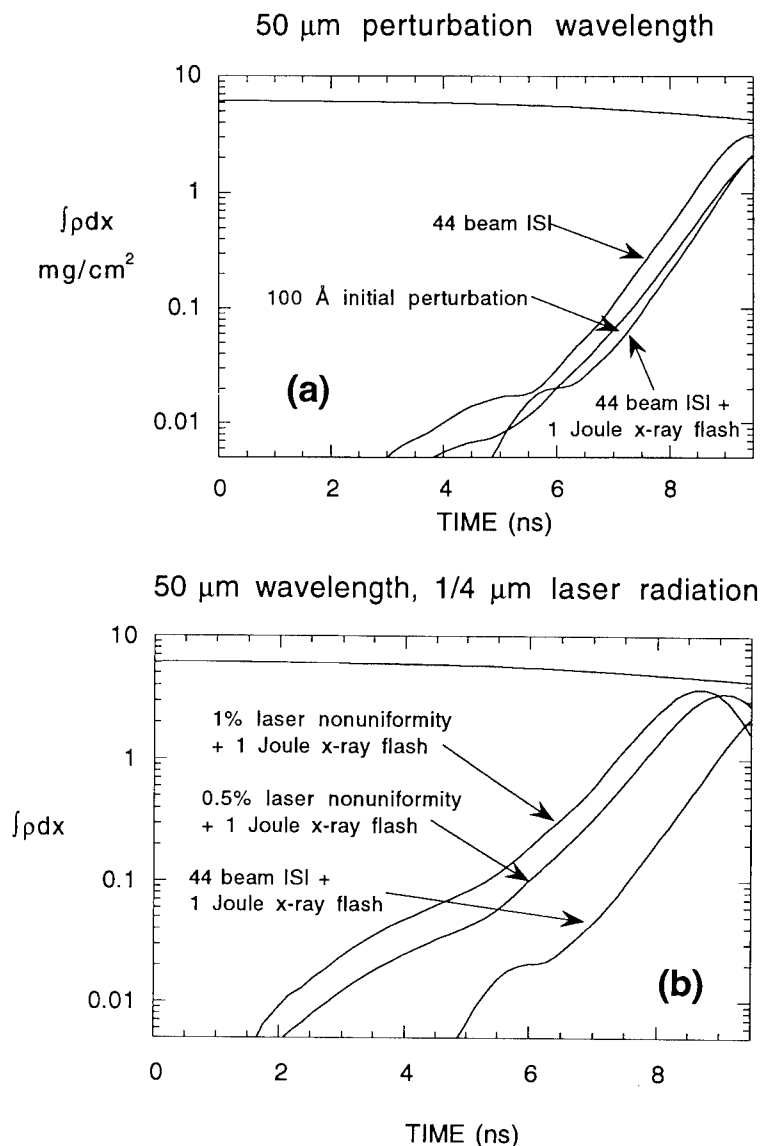 50 μm perturbation wavelength
10
1
0.1
0.01
∫ρdx
mg/cm²
44 beam ISI
100 Å initial perturbation
44 beam ISI +
1 Joule x-ray flash
(a)
0 2 4 6 8
TIME (ns)
50 μm wavelength, 1/4 μm laser radiation
10
1
0.1
0.01
∫ρdx
1% laser nonuniformity
+ 1 Joule x-ray flash
0.5% laser nonuniformity
+ 1 Joule x-ray flash
44 beam ISI +
1 Joule x-ray flash
(b)
0 2 4 6 8
TIME (ns)